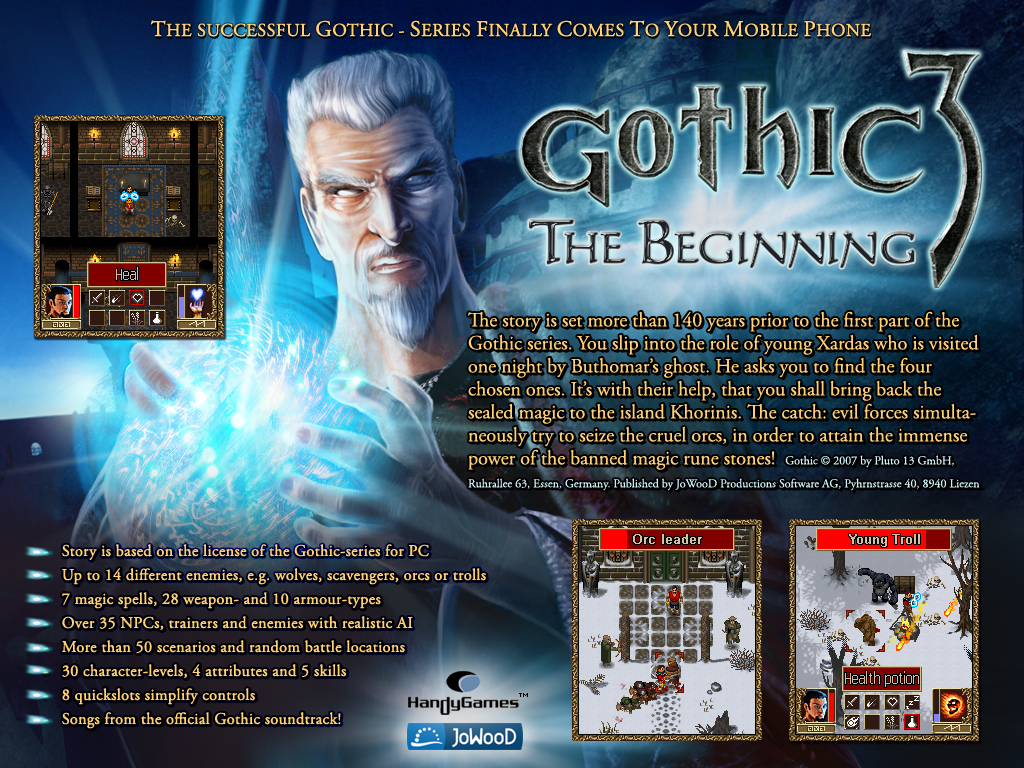 The successful Gothic - Series Finally Comes To Your Mobile Phone
Gothic 3
The Beginning
Heal
The story is set more than 140 years prior to the first part of the
Gothic series. You slip into the role of young Xardas who is visited
one night by Buthomar's ghost. He asks you to find the four
chosen ones. It's with their help, that you shall bring back the
sealed magic to the island Khorinis. The catch: evil forces simulta-
neously try to seize the cruel orcs, in order to attain the immense
power of the banned magic rune stones! Gothic © 2007 by Pluto 13 GmbH,
Ruhrallee 63, Essen, Germany. Published by JoWooD Productions Software AG, Pyhrnstrasse 40, 8940 Liezen
Story is based on the license of the Gothic-series for PC
Up to 14 different enemies, e.g. wolves, scavengers, orcs or trolls
7 magic spells, 28 weapon- and 10 armour-types
Over 35 NPCs, trainers and enemies with realistic AI
More than 50 scenarios and random battle locations
30 character-levels, 4 attributes and 5 skills
8 quickslots simplify controls
Songs from the official Gothic soundtrack!
HandyGames™
JoWooD
Orc leader
Young Troll
Health potion